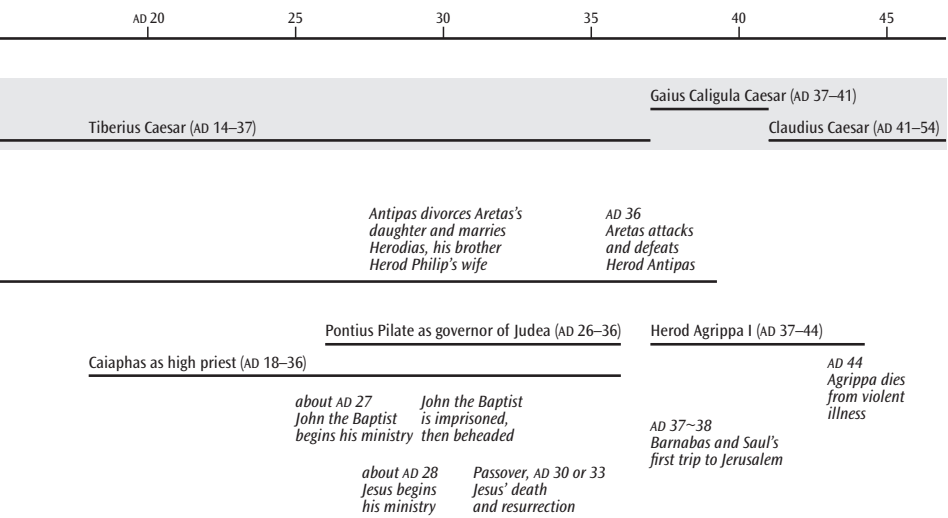 AD 20 25 30 35 40 45
Gaius Caligula Caesar (AD 37–41)
Tiberius Caesar (AD 14–37)
Claudius Caesar (AD 41–54)
Antipas divorces Aretas’s
daughter and marries
Herodias, his brother
Herod Philip’s wife
AD 36
Aretas attacks
and defeats
Herod Antipas
Pontius Pilate as governor of Judea (AD 26–36)
Herod Agrippa I (AD 37–44)
Caiaphas as high priest (AD 18–36)
AD 44
Agrippa dies
from violent
illness
about AD 27
John the Baptist
begins his ministry
John the Baptist
is imprisoned,
then beheaded
AD 37~38
Barnabas and Saul’s
first trip to Jerusalem
about AD 28
Jesus begins
his ministry
Passover, AD 30 or 33
Jesus’ death
and resurrection